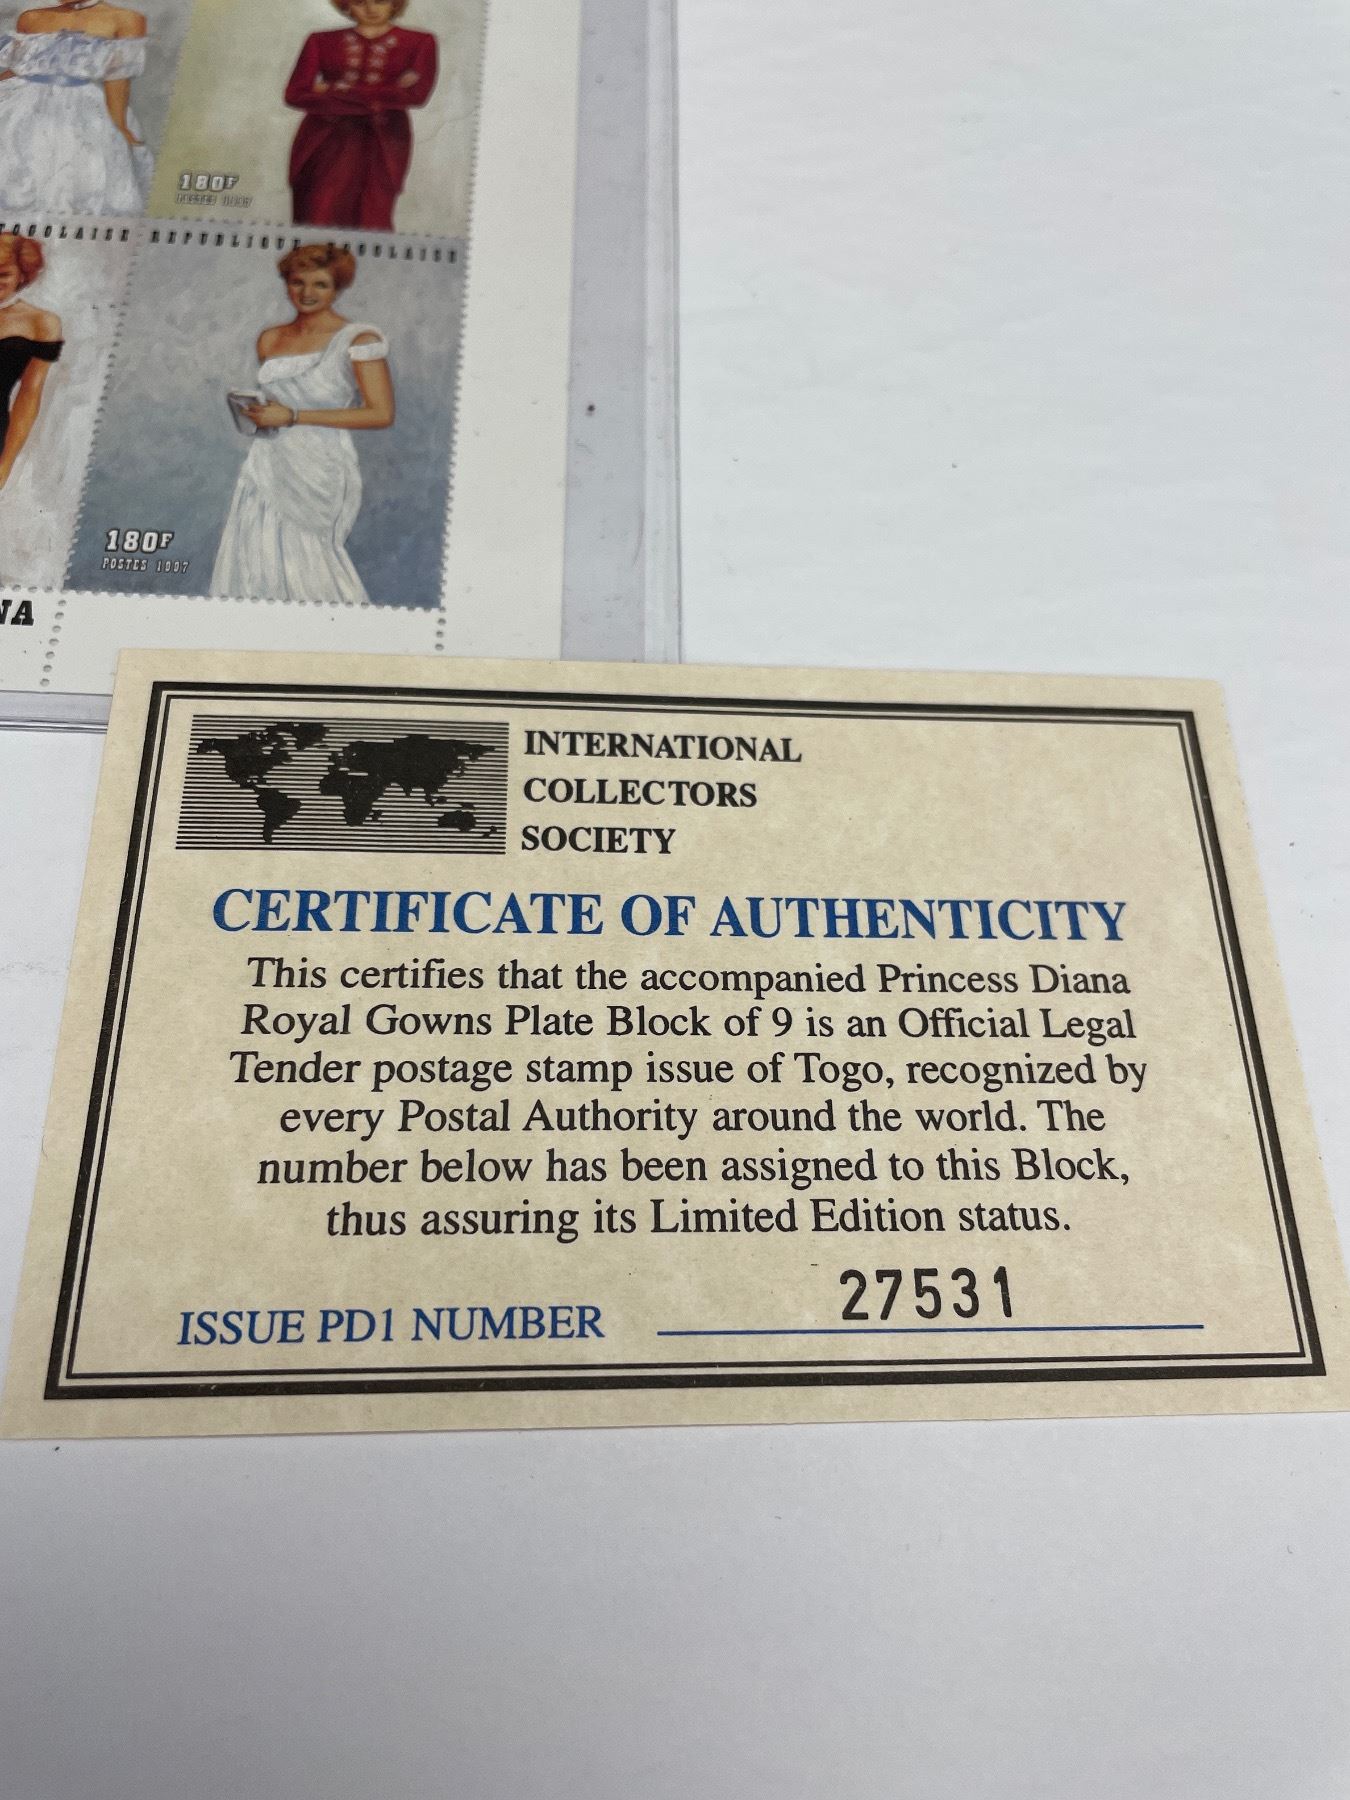 180F
TOGOLAISE
REPUBLIQUE TOGOLAISE
180F
POSTES 1997
INTERNATIONAL
COLLECTORS
SOCIETY
CERTIFICATE OF AUTHENTICITY
This certifies that the accompanied Princess Diana
Royal Gowns Plate Block of 9 is an Official Legal
Tender postage stamp issue of Togo, recognized by
every Postal Authority around the world. The
number below has been assigned to this Block,
thus assuring its Limited Edition status.
ISSUE PD1 NUMBER 27531